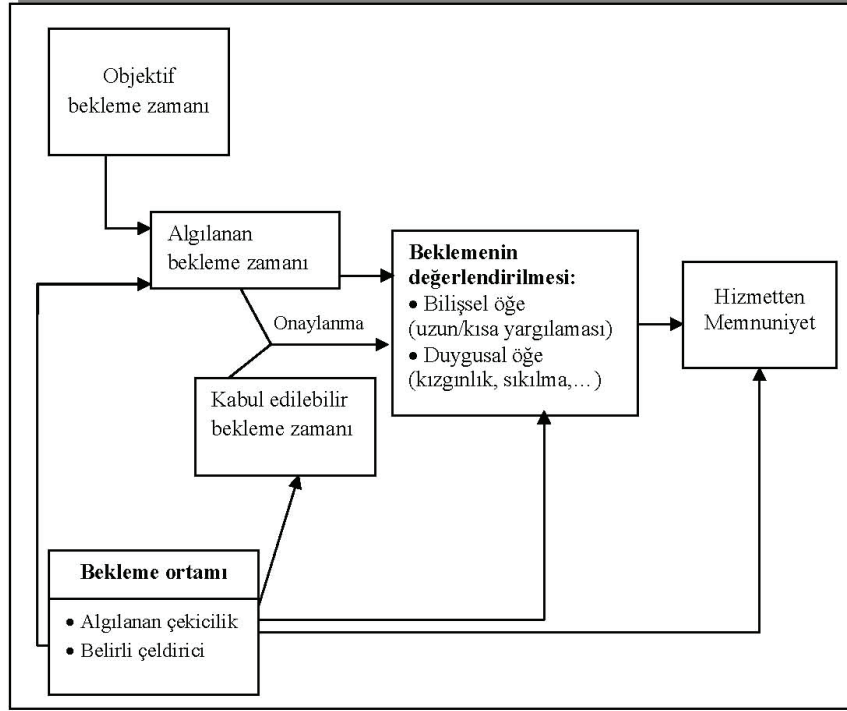 Objektif
bekleme zamanı
Algılanan
bekleme zamanı
Onaylanma
Kabul edilebilir
bekleme zamanı
Beklemenin
değerlendirilmesi:
• Bilişsel öğe
(uzun/kısa yargılaması)
• Duygusal öğe
(kızgınlık, sıkılma,…)
Hizmetten
Memnuniyet
Bekleme ortamı
• Algılanan çekicilik
• Belirli çeldirici